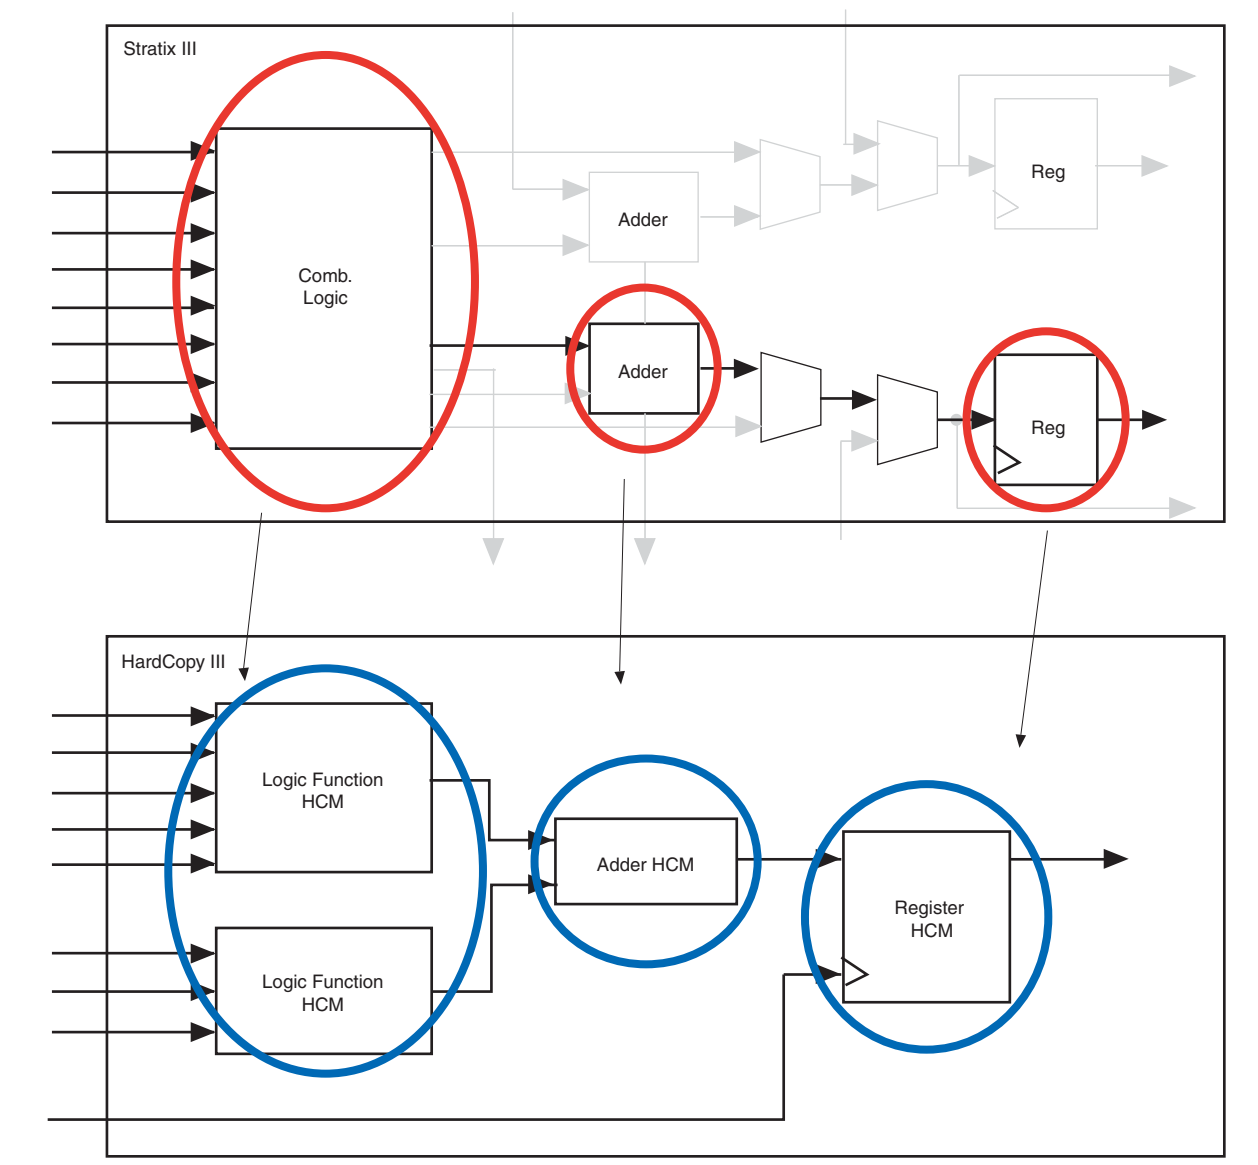 Stratix III
Reg
Adder
Comb.
Logic
Adder
Reg
HardCopy III
Logic Function
HCM
Adder HCM
Register
HCM
Logic Function
HCM